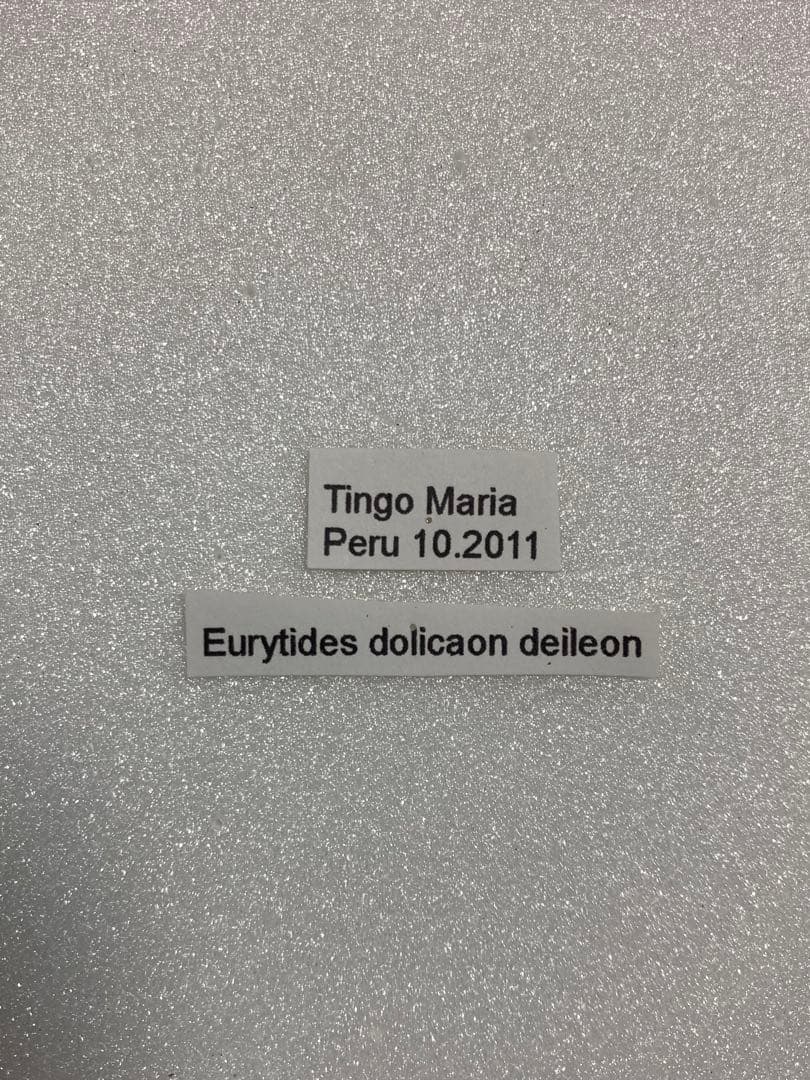 Tingo Maria
Peru 10.2011
Eurytides dolicaon deileon